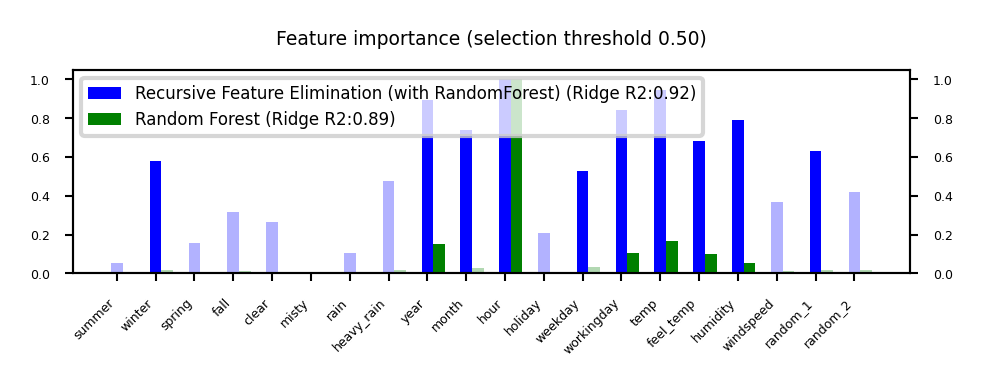 Feature importance (selection threshold 0.50)
Recursive Feature Elimination (with RandomForest) (Ridge R2:0.92)
Random Forest (Ridge R2:0.89)
1.0
0.8
0.6
0.4
0.2
0.0
1.0
0.8
0.6
0.4
0.2
0.0
summer
winter
spring
fall
clear
misty
rain
heavy_rain
year
month
hour
holiday
weekday
workingday
temp
feel_temp
humidity
windspeed
random_1
random_2